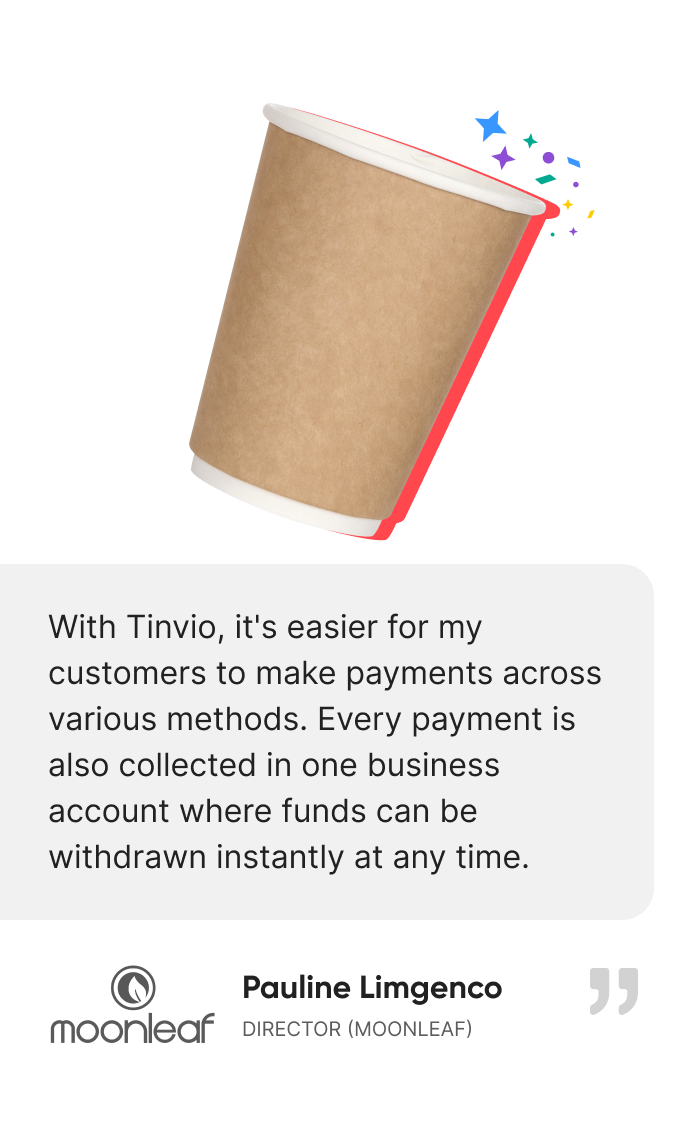 With Tinvio, it's easier for my
customers to make payments across
various methods. Every payment is
also collected in one business
account where funds can be
withdrawn instantly at any time.
moonleaf
Pauline Limgenco
DIRECTOR (MOONLEAF)
”